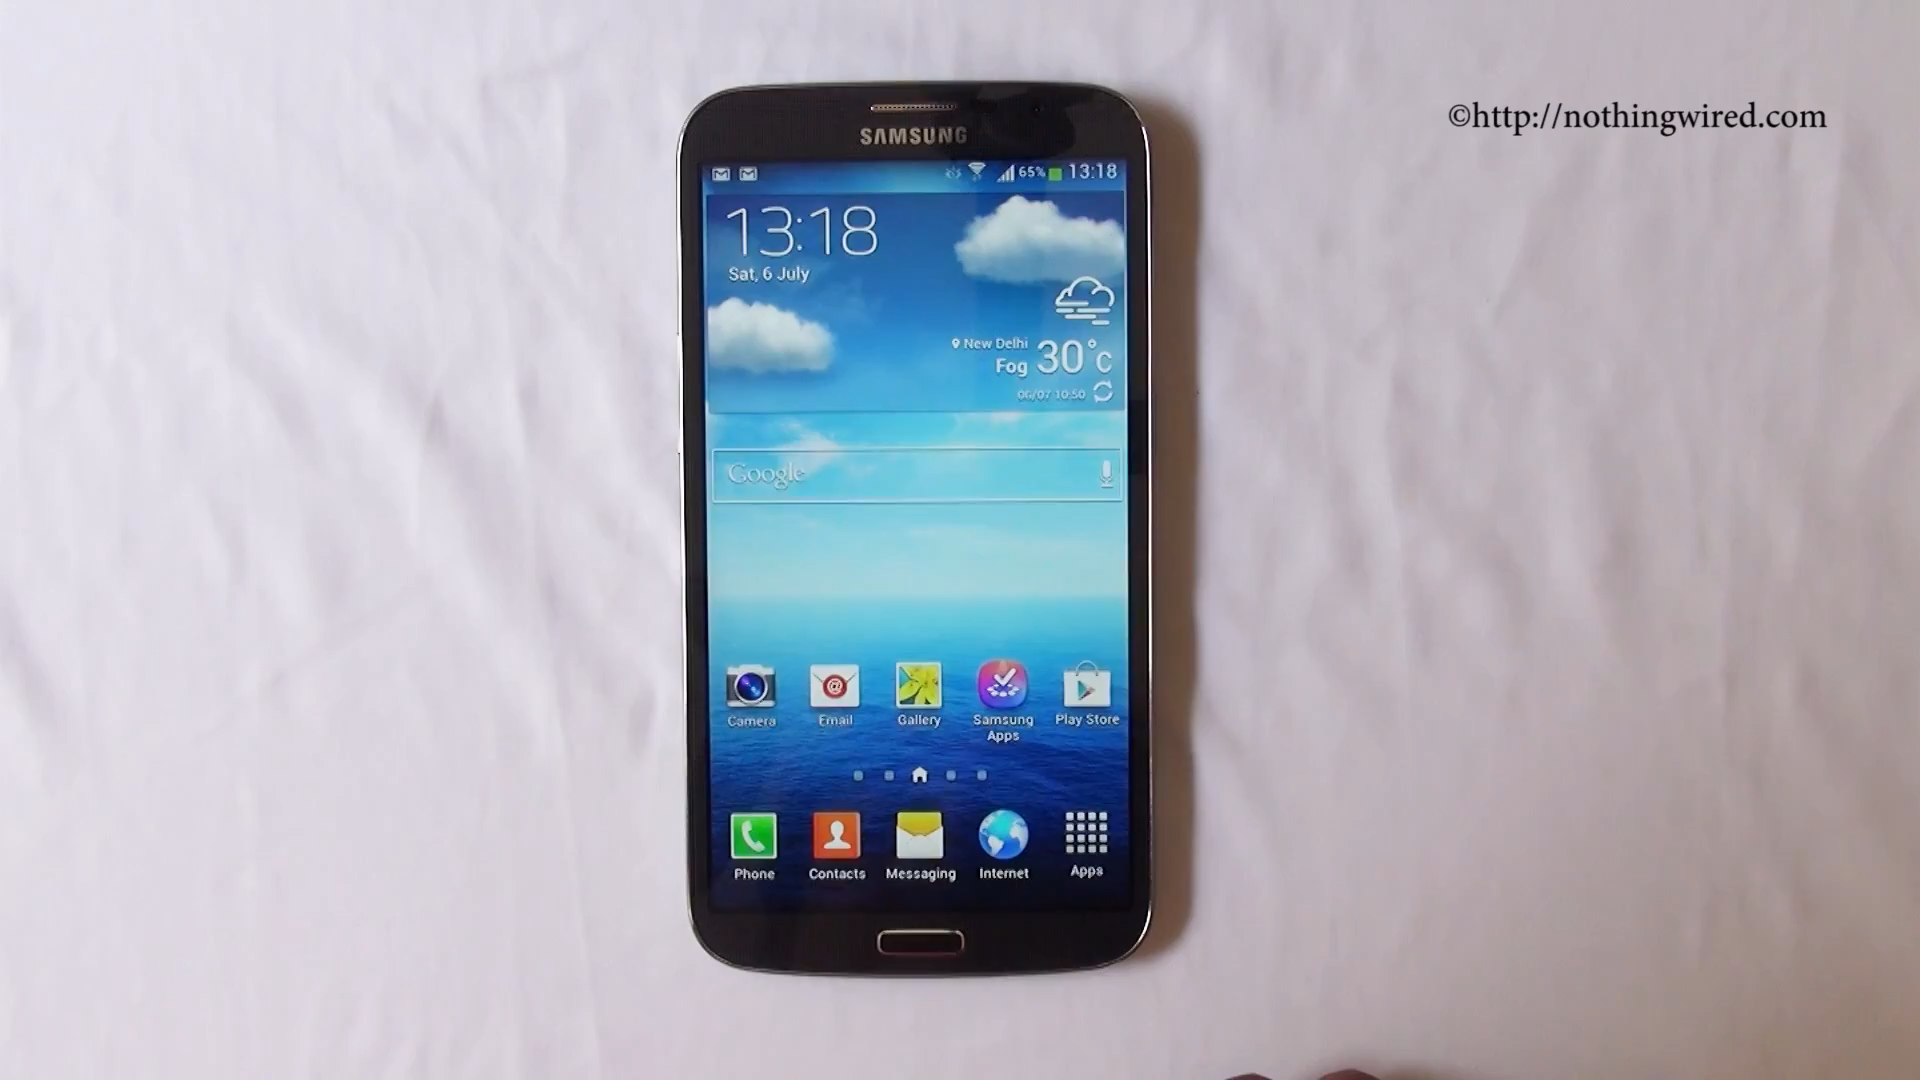 ©http://nothingwired.com
SAMSUNG
65% 13:18
13:18
Sat, 6 July
New Delhi
Fog 30°C
06/07 10:50
Google
Camera Email Gallery Samsung Apps Play Store
Phone Contacts Messaging Internet Apps